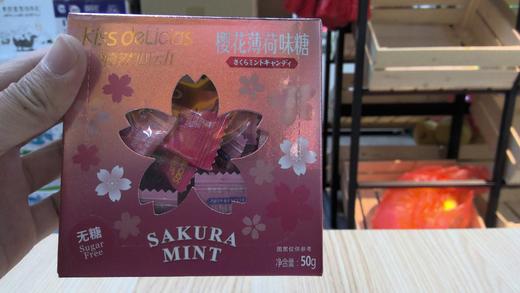 kiss deLicias
樱花薄荷味糖
さくらミントキャンディ
无糖
Sugar
Free
SAKURA
MINT
图案仅供参考
净含量:50g